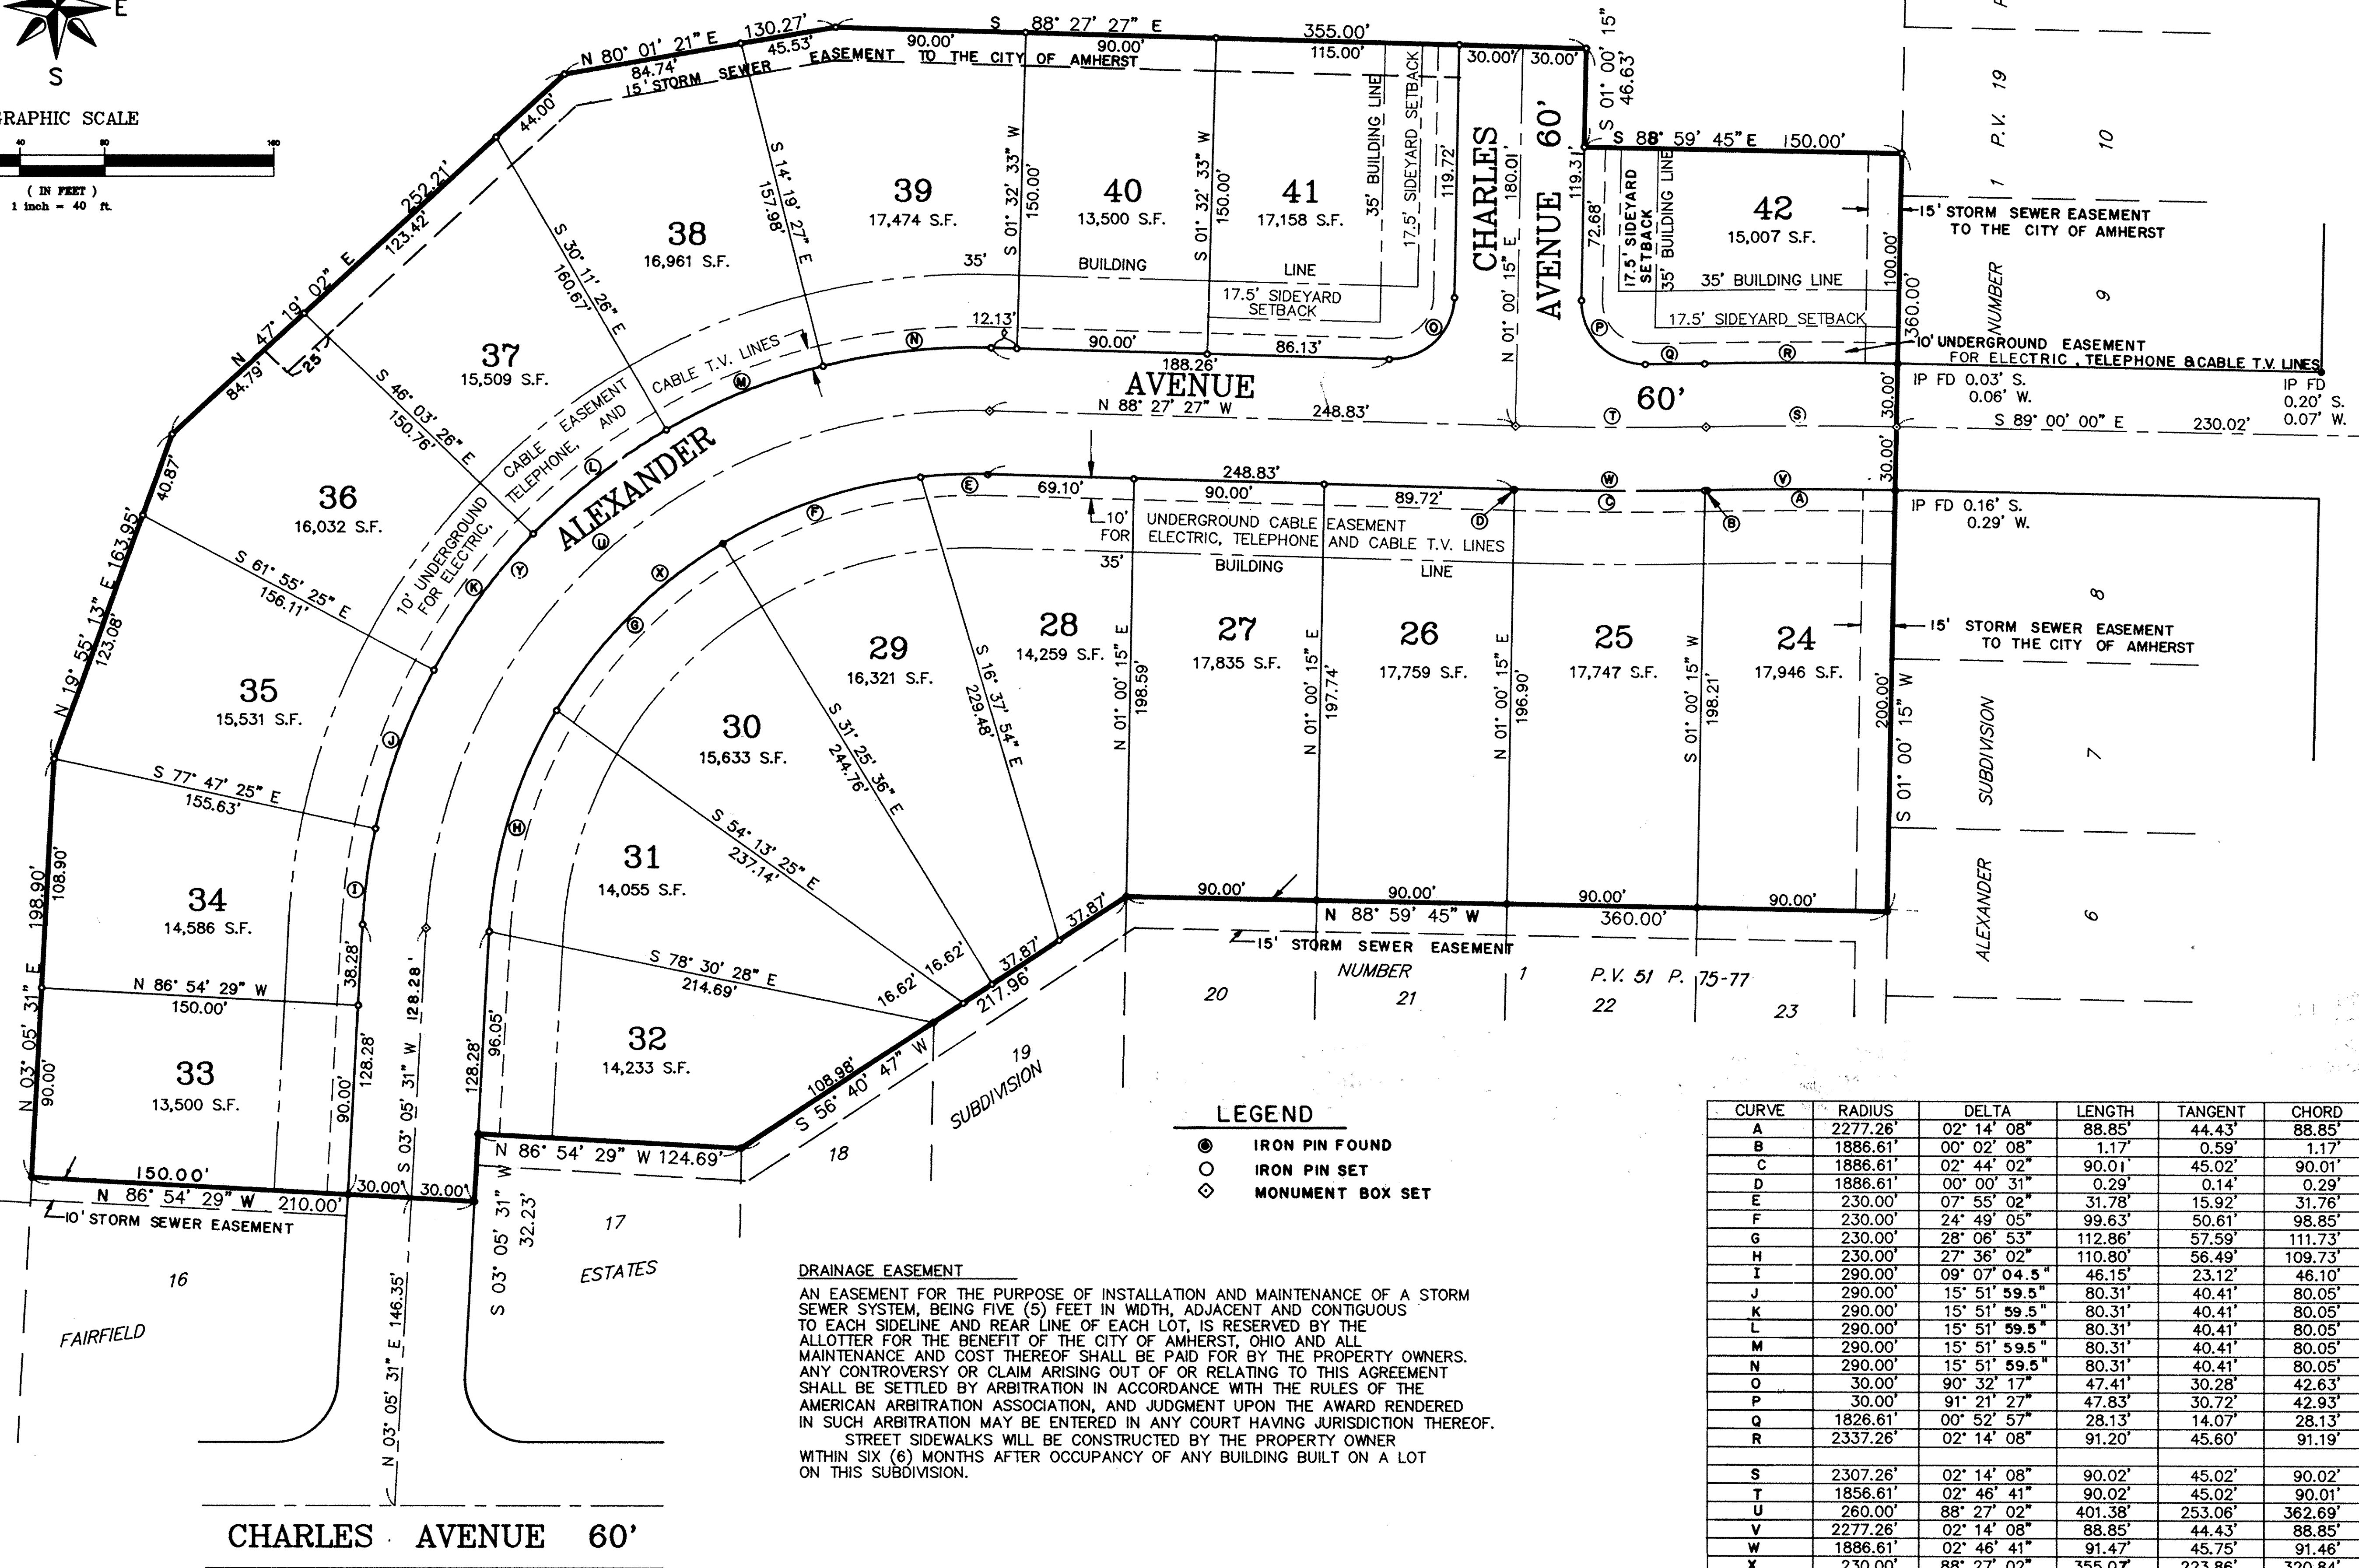 E
S
GRAPHIC SCALE
40 80 160
( IN FEET )
1 inch = 40 ft.
N 80° 01' 21" E 130.27'
84.74' 45.53'
15' STORM SEWER EASEMENT TO THE CITY OF AMHERST
S 88° 27' 27" E 355.00'
90.00' 90.00' 115.00'
30.00' 30.00'
S 01° 00' 15"
46.63'
S 88° 59' 45" E 150.00'
44.00'
252.21'
123.42'
N 47° 19' 02" E
84.79'
25'
S 14° 19' 27" E
157.98'
S 30° 11' 26" E
160.67'
S 46° 03' 26" E
150.76'
S 61° 55' 25" E
156.11'
S 77° 47' 25" E
155.63'
N 86° 54' 29" W
150.00'
39
17,474 S.F.
S 01° 32' 33" W
150.00'
40
13,500 S.F.
S 01° 32' 33" W
150.00'
41
17,158 S.F.
35' BUILDING LINE
17.5' SIDEYARD SETBACK
119.72'
CHARLES
AVENUE 60'
N 01° 00' 15" E 180.01'
119.31'
72.68'
17.5' SIDEYARD
SETBACK
35' BUILDING LINE
42
15,007 S.F.
35' BUILDING LINE
17.5' SIDEYARD SETBACK
100.00'
360.00'
15' STORM SEWER EASEMENT
TO THE CITY OF AMHERST
1 P.V. 19 P
10
NUMBER
9
38
16,961 S.F.
35' BUILDING LINE
17.5' SIDEYARD
SETBACK
12.13'
90.00' 86.13'
188.26'
O P Q R
10' UNDERGROUND EASEMENT
FOR ELECTRIC, TELEPHONE & CABLE T.V. LINES
IP FD 0.03' S.
0.06' W.
IP FD
0.20' S.
0.07' W.
37
15,509 S.F.
10' UNDERGROUND CABLE EASEMENT
FOR ELECTRIC, TELEPHONE, AND CABLE T.V. LINES
ALEXANDER
AVENUE
60'
N 88° 27' 27" W 248.83'
T S
30.00'
30.00'
S 89° 00' 00" E 230.02'
36
16,032 S.F.
40.87'
N 19° 55' 13" E 163.95'
123.08'
N M L K Y U J I
E F X G H
248.83'
69.10' 90.00' 89.72'
W V
C A
D B
IP FD 0.16' S.
0.29' W.
10' UNDERGROUND CABLE EASEMENT
FOR ELECTRIC, TELEPHONE AND CABLE T.V. LINES
35' BUILDING LINE
35
15,531 S.F.
28
14,259 S.F.
N 01° 00' 15" E
198.59'
27
17,835 S.F.
N 01° 00' 15" E
197.74'
26
17,759 S.F.
N 01° 00' 15" E
196.90'
25
17,747 S.F.
S 01° 00' 15" W
198.21'
24
17,946 S.F.
200.00'
S 01° 00' 15" W
15' STORM SEWER EASEMENT
TO THE CITY OF AMHERST
8
7
6
ALEXANDER SUBDIVISION
29
16,321 S.F.
S 16° 37' 54" E
229.48'
30
15,633 S.F.
S 31° 25' 36" E
244.76'
S 54° 13' 25" E
237.14'
31
14,055 S.F.
S 78° 30' 28" E
214.69'
32
14,233 S.F.
34
14,586 S.F.
198.90'
108.90'
38.28'
33
13,500 S.F.
N 03° 05' 31" E
90.00'
90.00'
128.28'
S 03° 05' 31" W 128.28'
128.28'
96.05'
37.87'
37.87'
16.62'
16.62'
217.96'
108.98'
S 56° 40' 47" W
90.00' 90.00' 90.00' 90.00'
N 88° 59' 45" W 360.00'
15' STORM SEWER EASEMENT
NUMBER 1 P.V. 51 P. 75-77
20 21 22 23
19
SUBDIVISION
18
N 86° 54' 29" W 124.69'
150.00'
N 86° 54' 29" W 210.00'
30.00' 30.00'
10' STORM SEWER EASEMENT
S 03° 05' 31" W
32.23'
17
ESTATES
16
FAIRFIELD
N 03° 05' 31" E 146.35'
CHARLES AVENUE 60'
LEGEND
IRON PIN FOUND
IRON PIN SET
MONUMENT BOX SET
DRAINAGE EASEMENT
AN EASEMENT FOR THE PURPOSE OF INSTALLATION AND MAINTENANCE OF A STORM
SEWER SYSTEM, BEING FIVE (5) FEET IN WIDTH, ADJACENT AND CONTIGUOUS
TO EACH SIDELINE AND REAR LINE OF EACH LOT, IS RESERVED BY THE
ALLOTTER FOR THE BENEFIT OF THE CITY OF AMHERST, OHIO AND ALL
MAINTENANCE AND COST THEREOF SHALL BE PAID FOR BY THE PROPERTY OWNERS.
ANY CONTROVERSY OR CLAIM ARISING OUT OF OR RELATING TO THIS AGREEMENT
SHALL BE SETTLED BY ARBITRATION IN ACCORDANCE WITH THE RULES OF THE
AMERICAN ARBITRATION ASSOCIATION, AND JUDGMENT UPON THE AWARD RENDERED
IN SUCH ARBITRATION MAY BE ENTERED IN ANY COURT HAVING JURISDICTION THEREOF.
STREET SIDEWALKS WILL BE CONSTRUCTED BY THE PROPERTY OWNER
WITHIN SIX (6) MONTHS AFTER OCCUPANCY OF ANY BUILDING BUILT ON A LOT
ON THIS SUBDIVISION.
CURVE RADIUS DELTA LENGTH TANGENT CHORD
A 2277.26' 02° 14' 08" 88.85' 44.43' 88.85'
B 1886.61' 00° 02' 08" 1.17' 0.59' 1.17'
C 1886.61' 02° 44' 02" 90.01' 45.02' 90.01'
D 1886.61' 00° 00' 31" 0.29' 0.14' 0.29'
E 230.00' 07° 55' 02" 31.78' 15.92' 31.76'
F 230.00' 24° 49' 05" 99.63' 50.61' 98.85'
G 230.00' 28° 06' 53" 112.86' 57.59' 111.73'
H 230.00' 27° 36' 02" 110.80' 56.49' 109.73'
I 290.00' 09° 07' 04.5" 46.15' 23.12' 46.10'
J 290.00' 15° 51' 59.5" 80.31' 40.41' 80.05'
K 290.00' 15° 51' 59.5" 80.31' 40.41' 80.05'
L 290.00' 15° 51' 59.5" 80.31' 40.41' 80.05'
M 290.00' 15° 51' 59.5" 80.31' 40.41' 80.05'
N 290.00' 15° 51' 59.5" 80.31' 40.41' 80.05'
O 30.00' 90° 32' 17" 47.41' 30.28' 42.63'
P 30.00' 91° 21' 27" 47.83' 30.72' 42.93'
Q 1826.61' 00° 52' 57" 28.13' 14.07' 28.13'
R 2337.26' 02° 14' 08" 91.20' 45.60' 91.19'
S 2307.26' 02° 14' 08" 90.02' 45.02' 90.02'
T 1856.61' 02° 46' 41" 90.02' 45.02' 90.01'
U 260.00' 88° 27' 02" 401.38' 253.06' 362.69'
V 2277.26' 02° 14' 08" 88.85' 44.43' 88.85'
W 1886.61' 02° 46' 41" 91.47' 45.75' 91.46'
X 230.00' 88° 27' 02" 355.07' 223.86' 320.84'